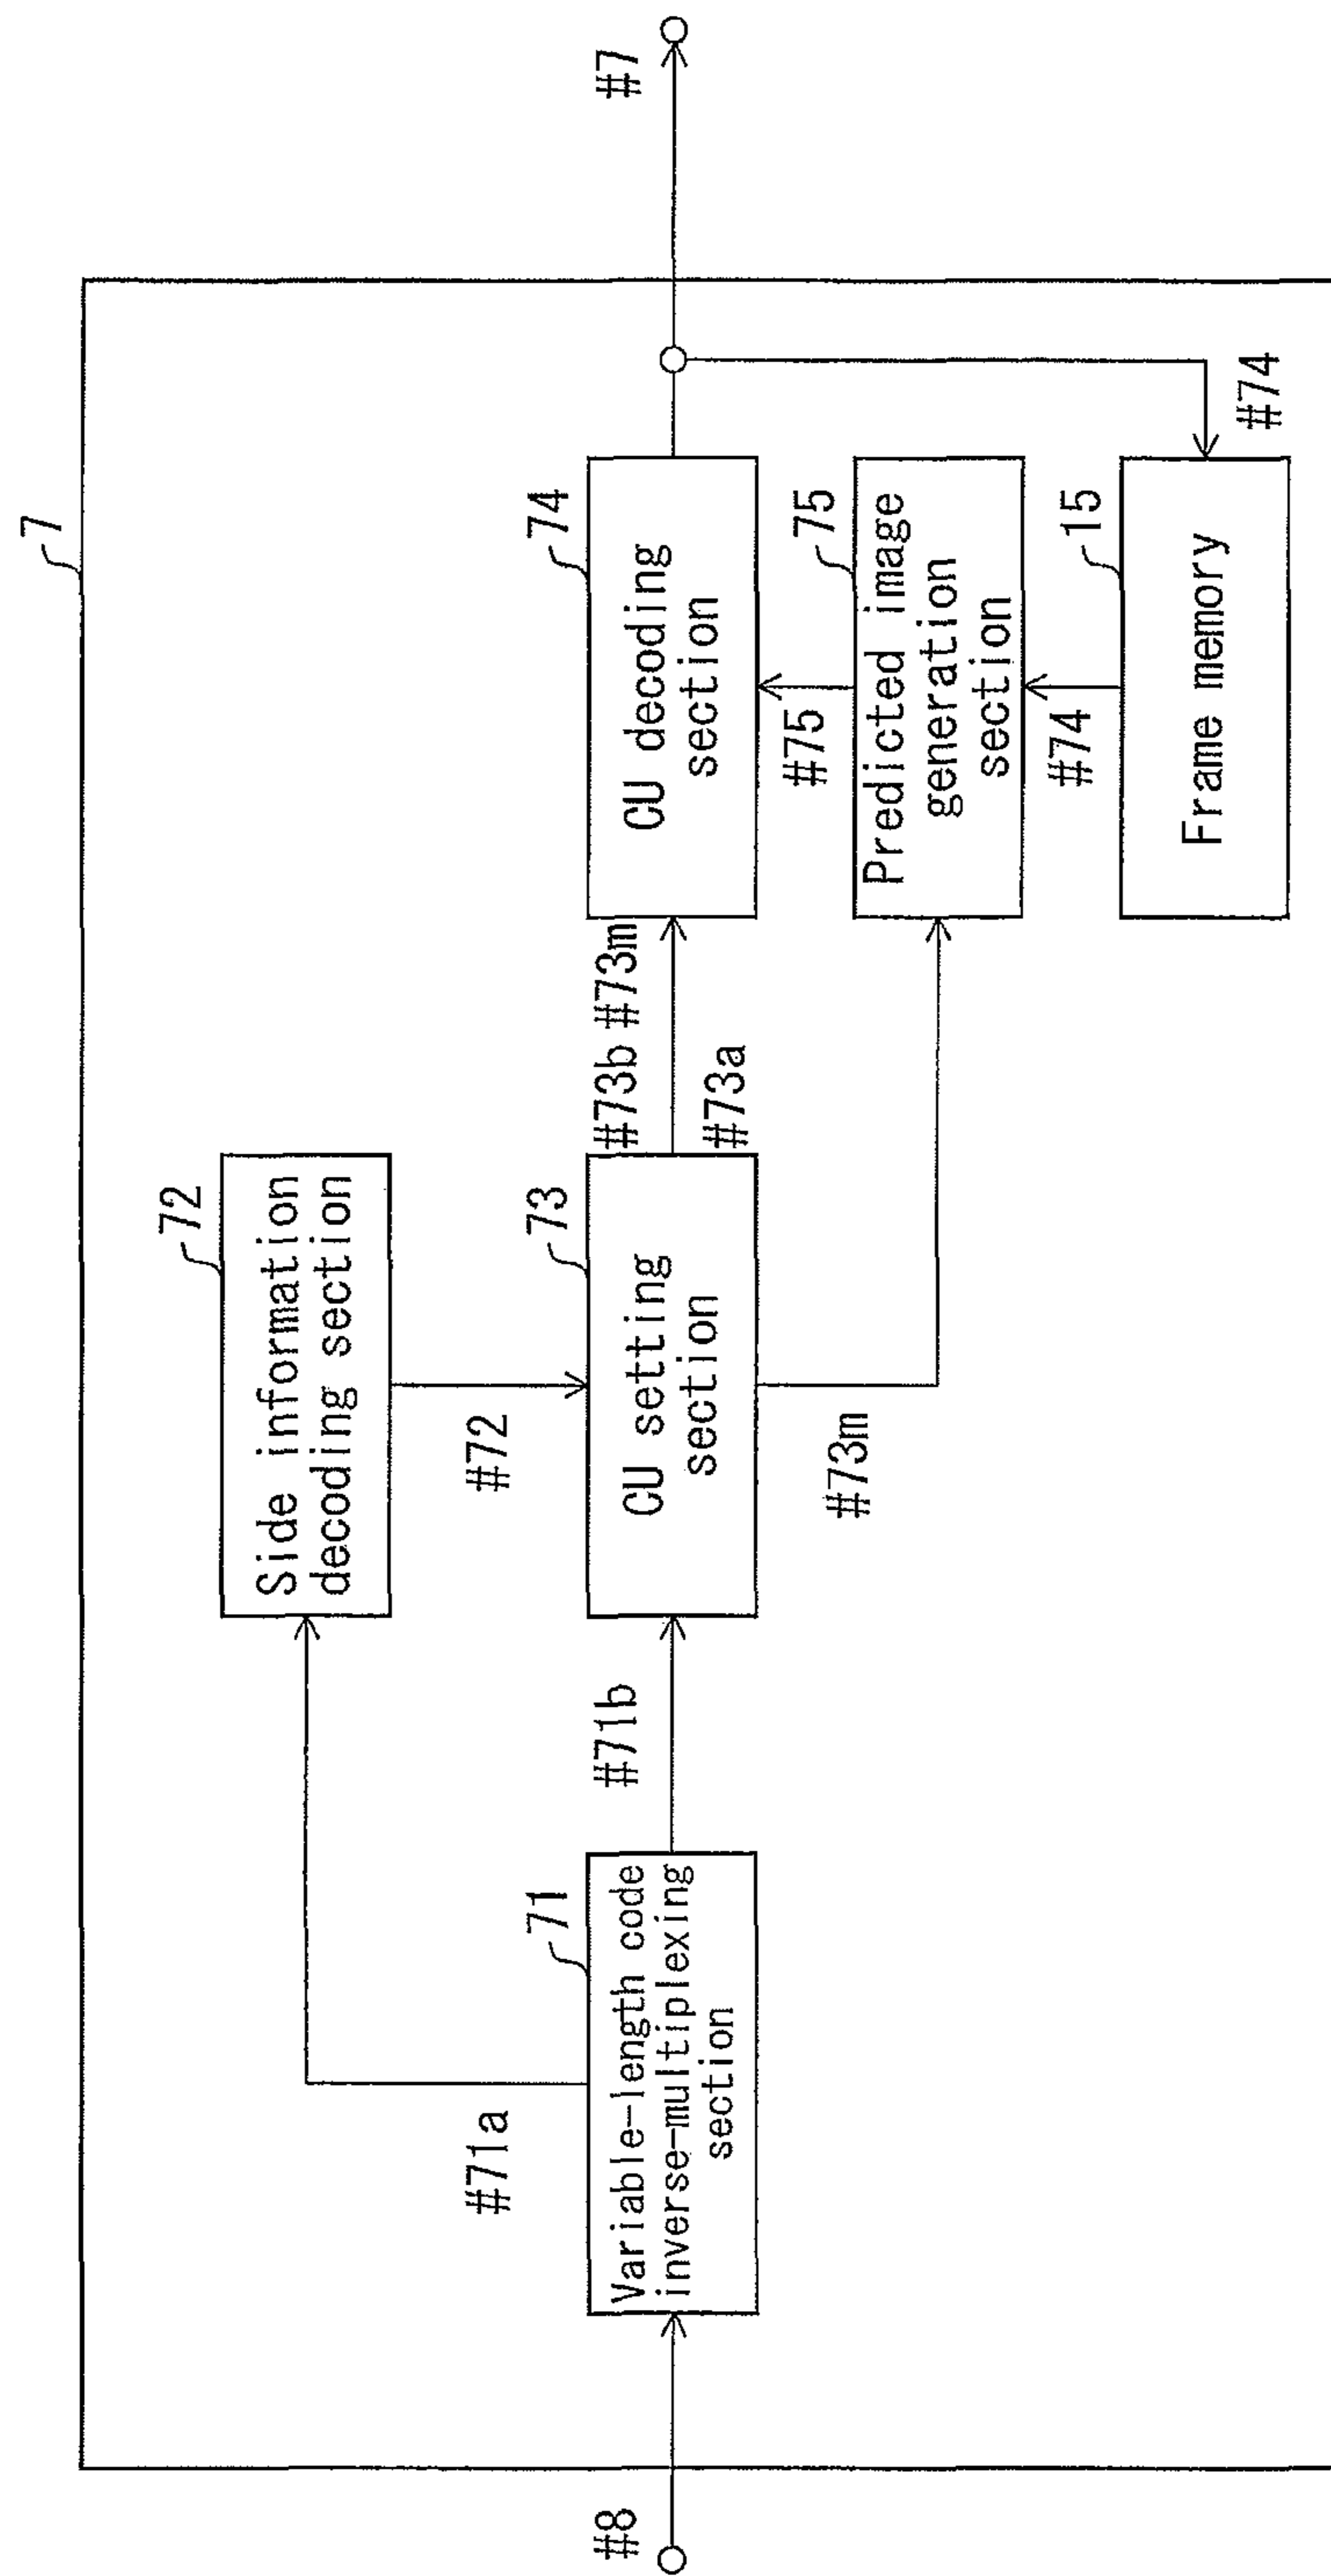 7
72
Side information
decoding section
#71a
#72
#8
71
Variable-length code
inverse-multiplexing
section
#71b
73
CU setting
section
#73b #73m
#73a
74
CU decoding
section
#7
#73m
#75
75
Predicted image
generation
section
#74
15
Frame memory
#74